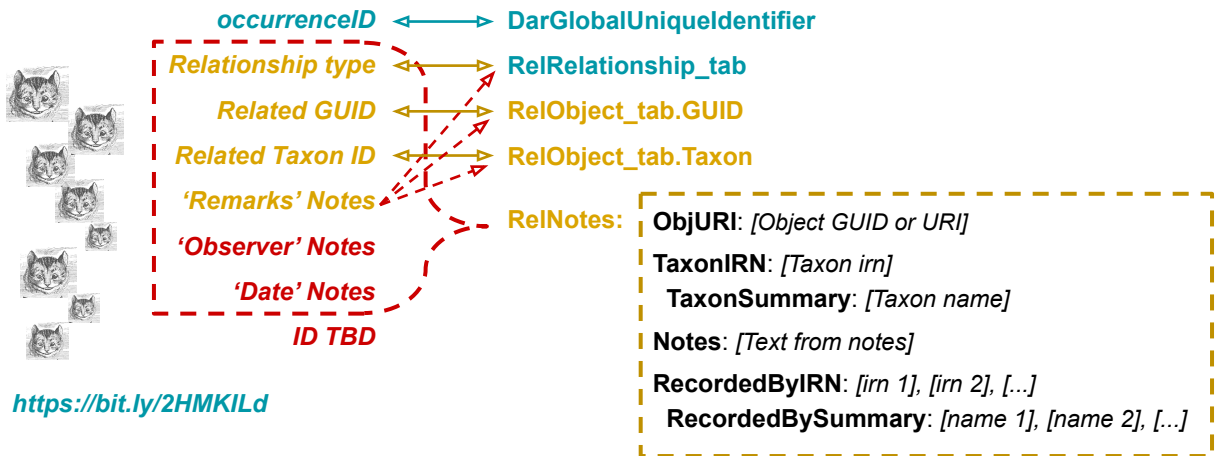 occurrenceID DarGlobalUniqueIdentifier
Relationship type RelRelationship_tab
Related GUID RelObject_tab.GUID
Related Taxon ID RelObject_tab.Taxon
‘Remarks’ Notes
RelNotes:
‘Observer’ Notes
‘Date’ Notes
ID TBD
https://bit.ly/2HMKILd
ObjURI: [Object GUID or URI]
TaxonIRN: [Taxon irn]
TaxonSummary: [Taxon name]
Notes: [Text from notes]
RecordedByIRN: [irn 1], [irn 2], [...]
RecordedBySummary: [name 1], [name 2], [...]